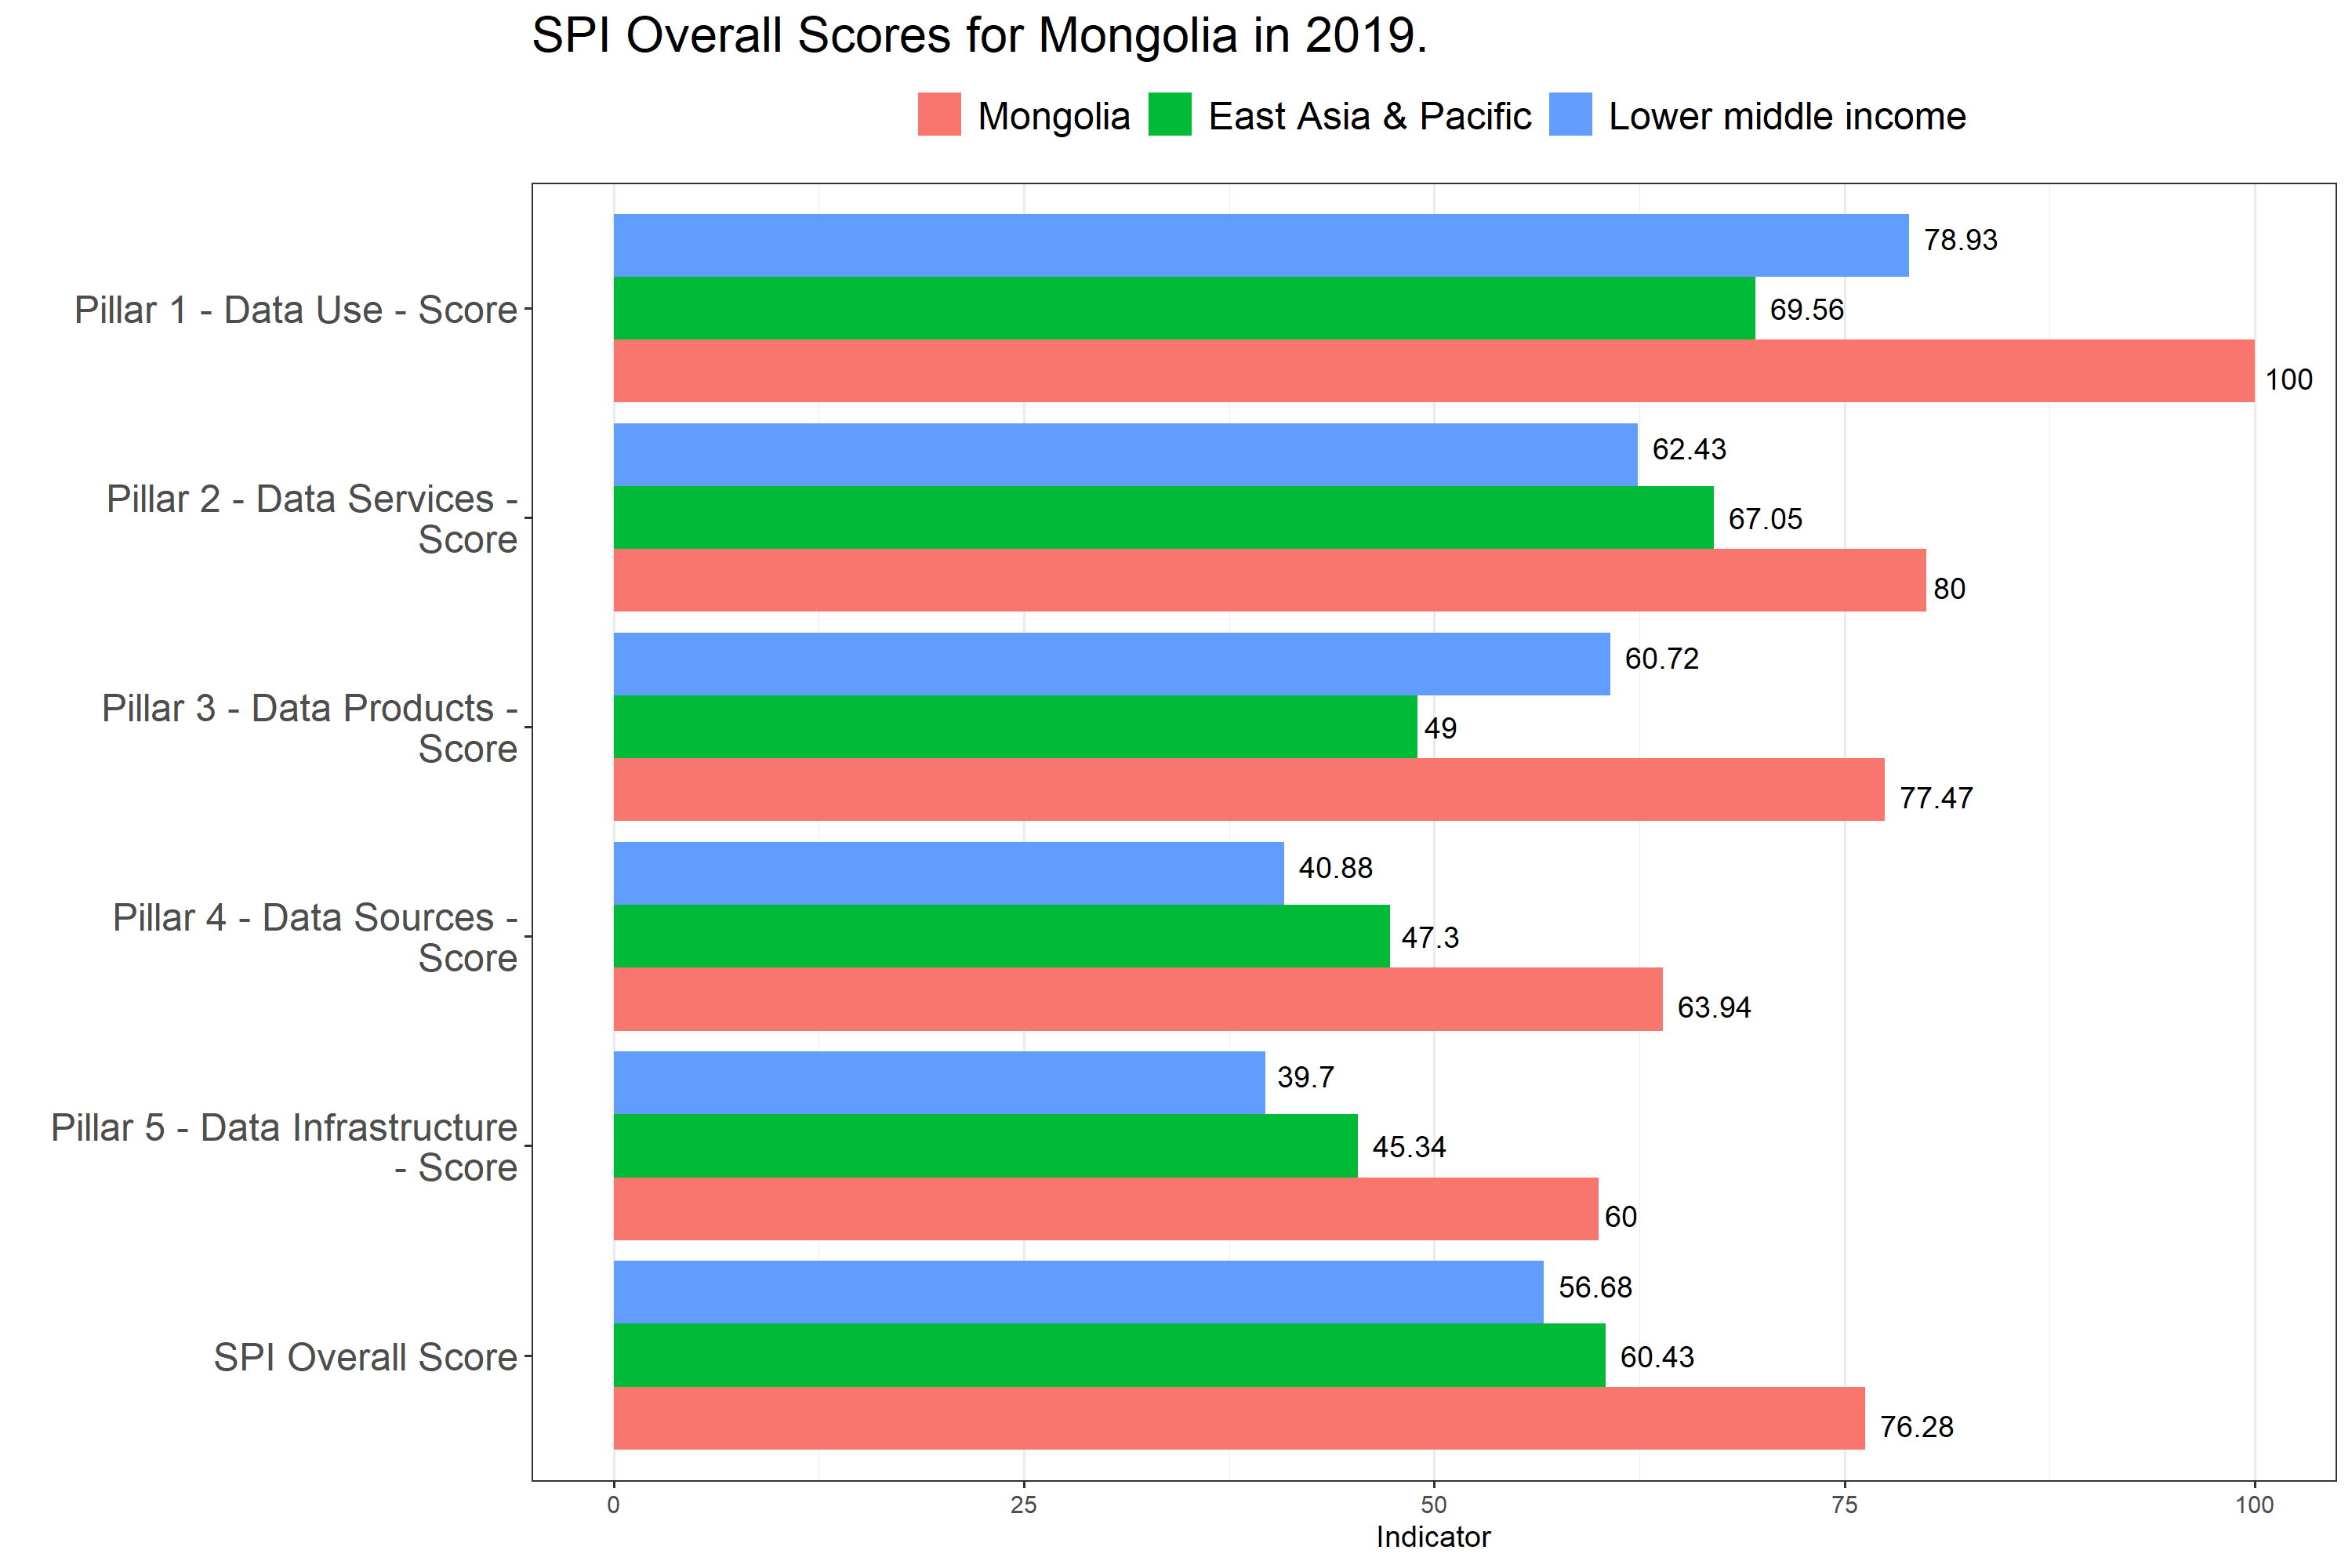 SPI Overall Scores for Mongolia in 2019.
Mongolia East Asia & Pacific Lower middle income
Pillar 1 - Data Use - Score
78.93
69.56
100
Pillar 2 - Data Services -
Score
62.43
67.05
80
Pillar 3 - Data Products -
Score
60.72
49
77.47
Pillar 4 - Data Sources -
Score
40.88
47.3
63.94
Pillar 5 - Data Infrastructure
- Score
39.7
45.34
60
SPI Overall Score
56.68
60.43
76.28
0 25 50 75 100
Indicator